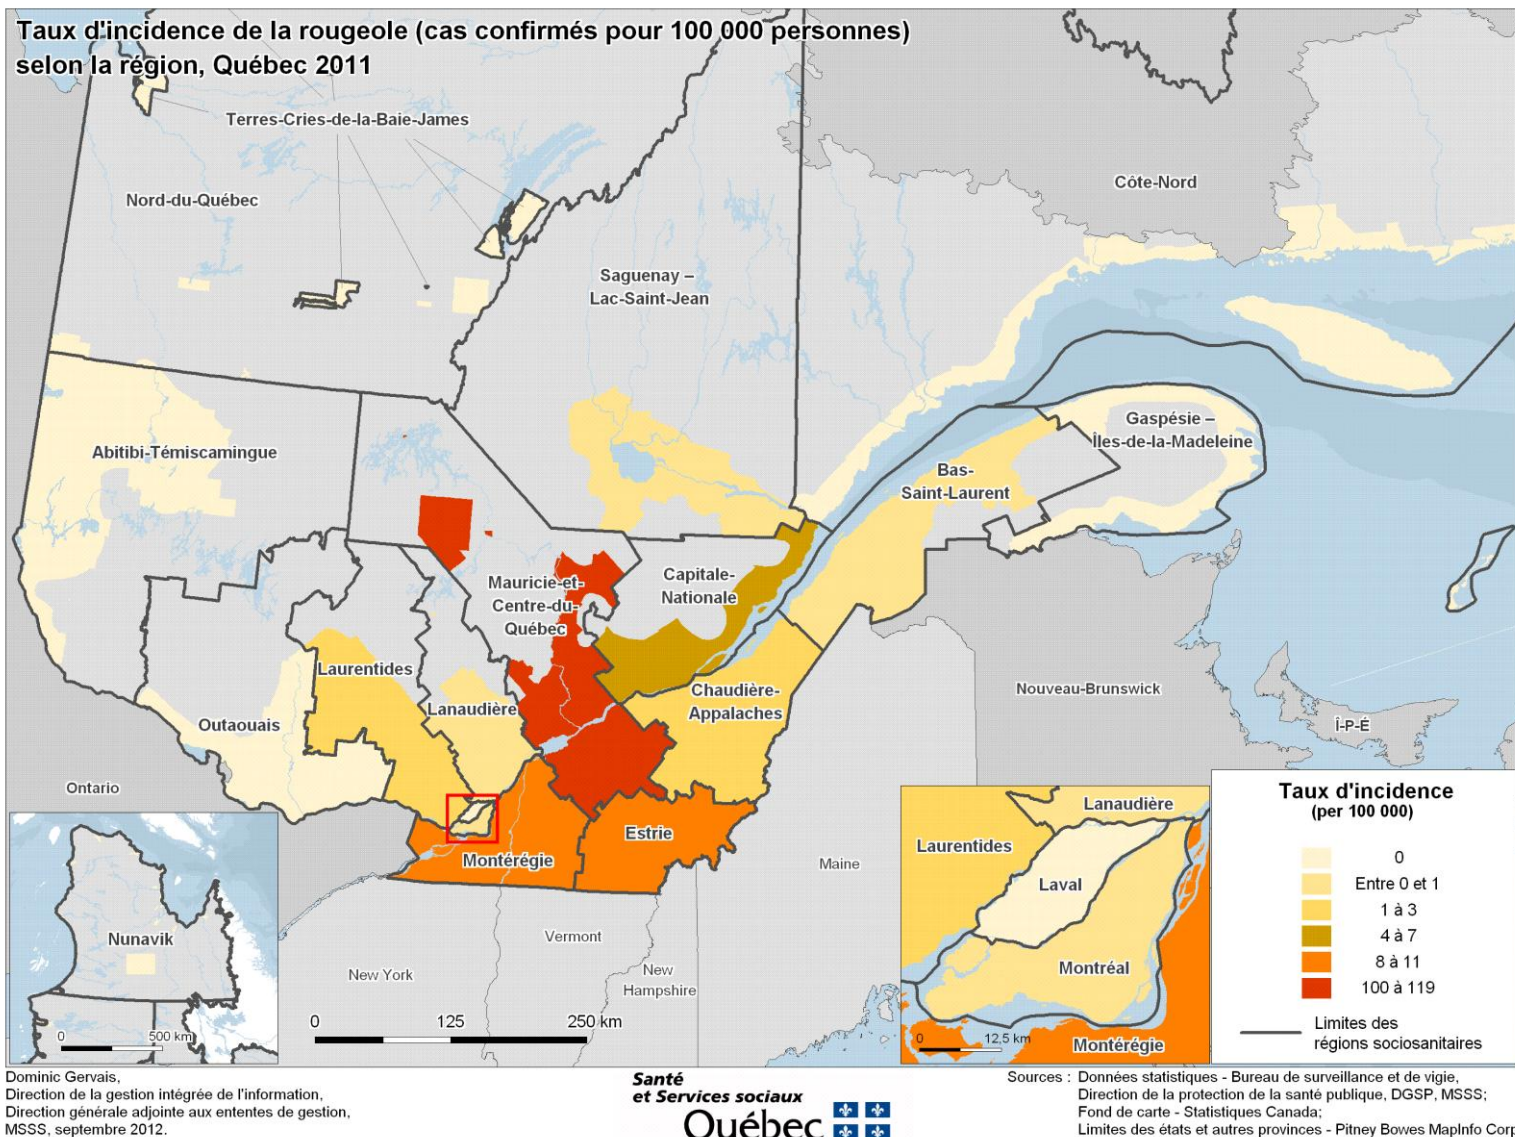 Taux d'incidence de la rougeole (cas confirmés pour 100 000 personnes)
selon la région, Québec 2011
Terres-Cries-de-la-Baie-James
Nord-du-Québec
Côte-Nord
Saguenay –
Lac-Saint-Jean
Abitibi-Témiscamingue
Gaspésie –
Îles-de-la-Madeleine
Bas-
Saint-Laurent
Mauricie-et-
Centre-du-
Québec
Capitale-
Nationale
Laurentides
Lanaudière
Outaouais
Chaudière-
Appalaches
Nouveau-Brunswick
Î-P-É
Ontario
Estrie
Montérégie
Maine
Vermont
New York
New
Hampshire
0 125 250 km
Nunavik
0 500 km
Lanaudière
Laurentides
Laval
Montréal
Montérégie
0 12,5 km
Taux d'incidence
(per 100 000)
0
Entre 0 et 1
1 à 3
4 à 7
8 à 11
100 à 119
Limites des
régions sociosanitaires
Dominic Gervais,
Direction de la gestion intégrée de l'information,
Direction générale adjointe aux ententes de gestion,
MSSS, septembre 2012.
Santé
et Services sociaux
Québec
Sources : Données statistiques - Bureau de surveillance et de vigie,
Direction de la protection de la santé publique, DGSP, MSSS;
Fond de carte - Statistiques Canada;
Limites des états et autres provinces - Pitney Bowes MapInfo Corp